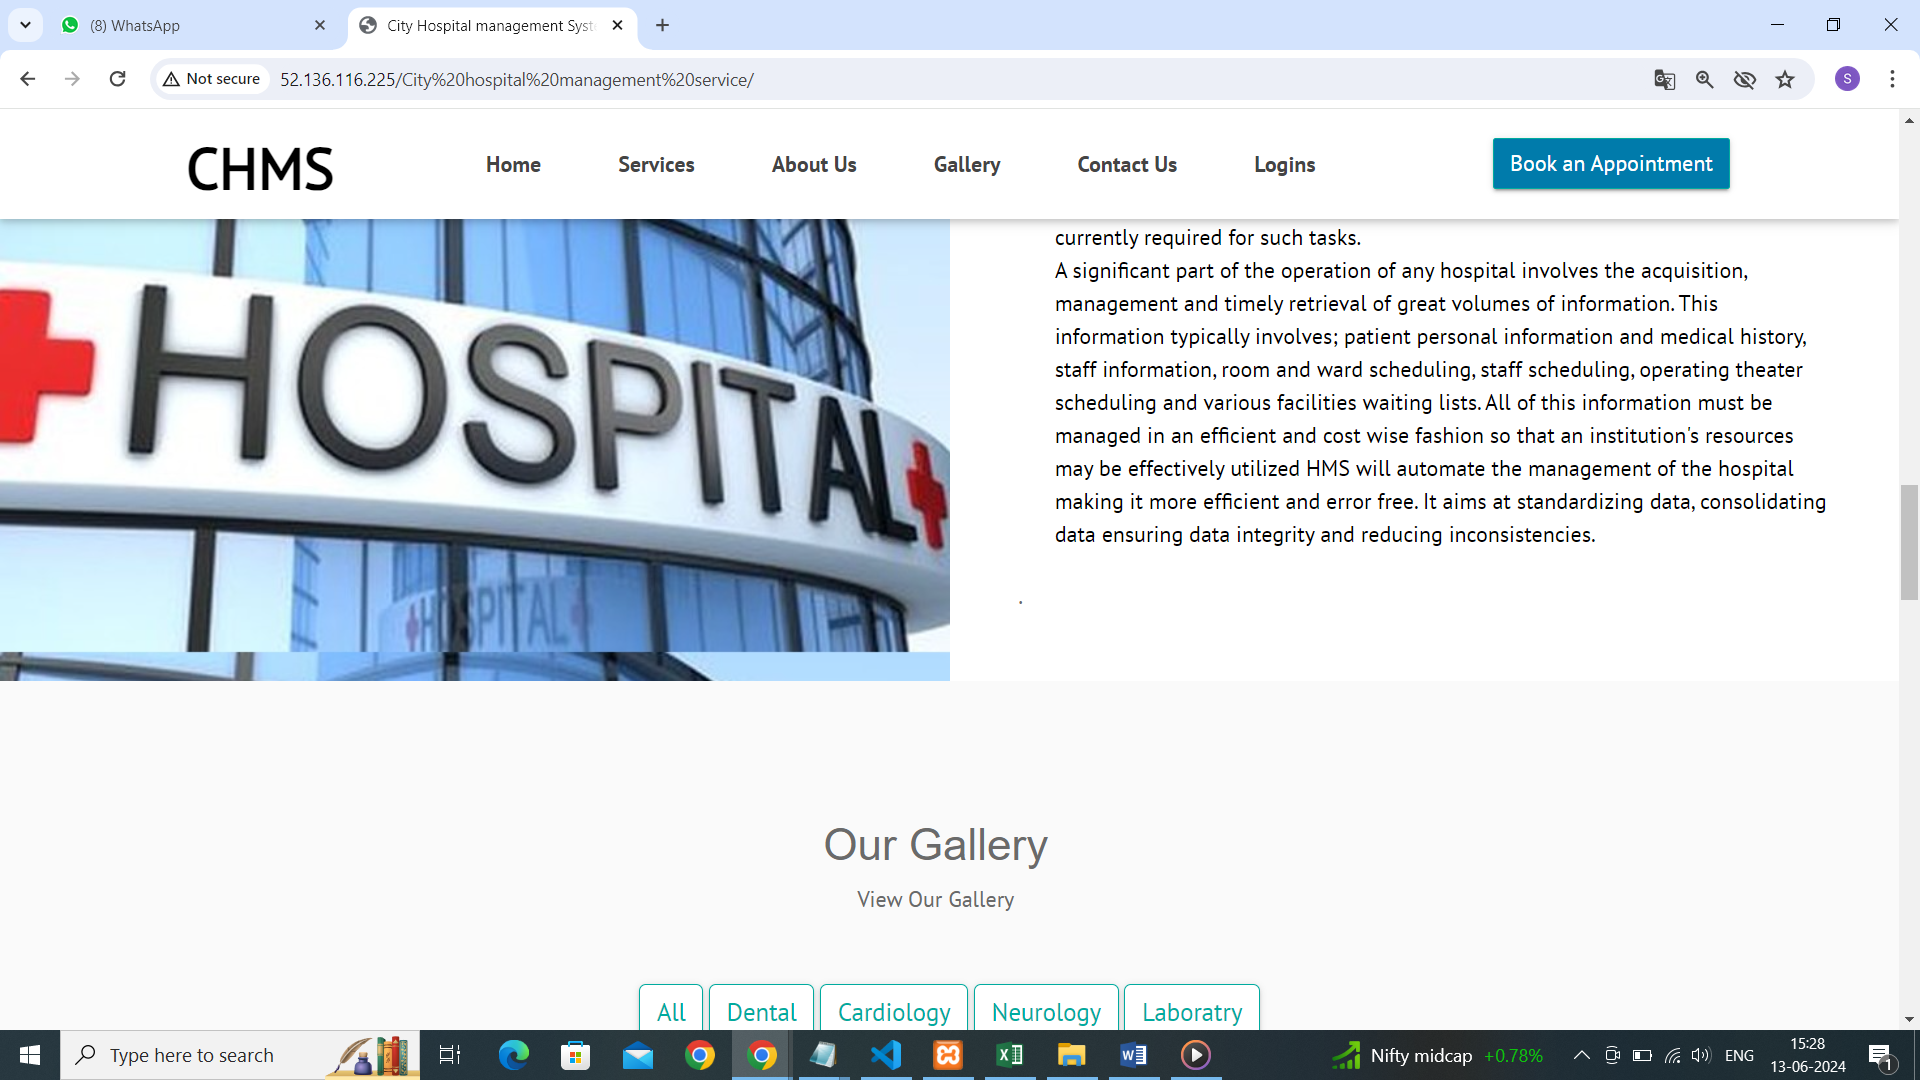 (8) WhatsApp
City Hospital management Syst
Not secure
52.136.116.225/City%20hospital%20management%20service/
S
CHMS
Home
Services
About Us
Gallery
Contact Us
Logins
Book an Appointment
HOSPITAL
HOSPITAL
currently required for such tasks.
A significant part of the operation of any hospital involves the acquisition,
management and timely retrieval of great volumes of information. This
information typically involves; patient personal information and medical history,
staff information, room and ward scheduling, staff scheduling, operating theater
scheduling and various facilities waiting lists. All of this information must be
managed in an efficient and cost wise fashion so that an institution's resources
may be effectively utilized HMS will automate the management of the hospital
making it more efficient and error free. It aims at standardizing data, consolidating
data ensuring data integrity and reducing inconsistencies.
.
Our Gallery
View Our Gallery
All
Dental
Cardiology
Neurology
Laboratry
Type here to search
Nifty midcap +0.78%
ENG
15:28
13-06-2024
1